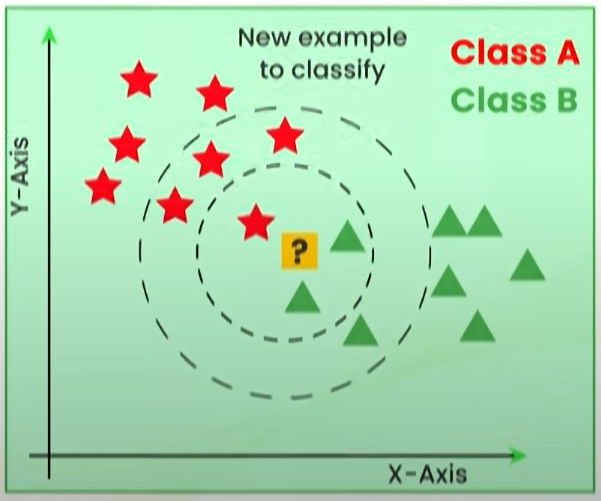 New example
to classify
Class A
Class B
Y-Axis
?
X-Axis